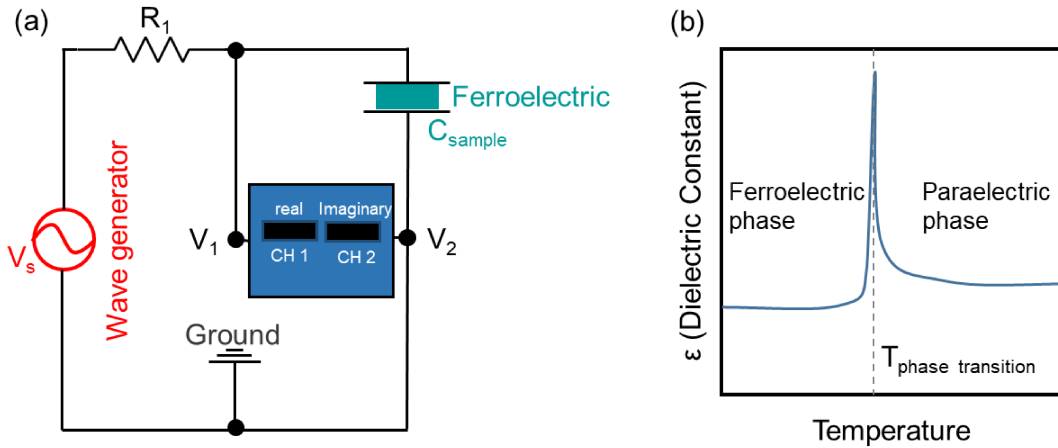 (a)
R1
Ferroelectric
Csample
Wave generator
Vs
real Imaginary
CH 1 CH 2
V1
V2
Ground
(b)
ε (Dielectric Constant)
Ferroelectric
phase
Paraelectric
phase
Tphase transition
Temperature